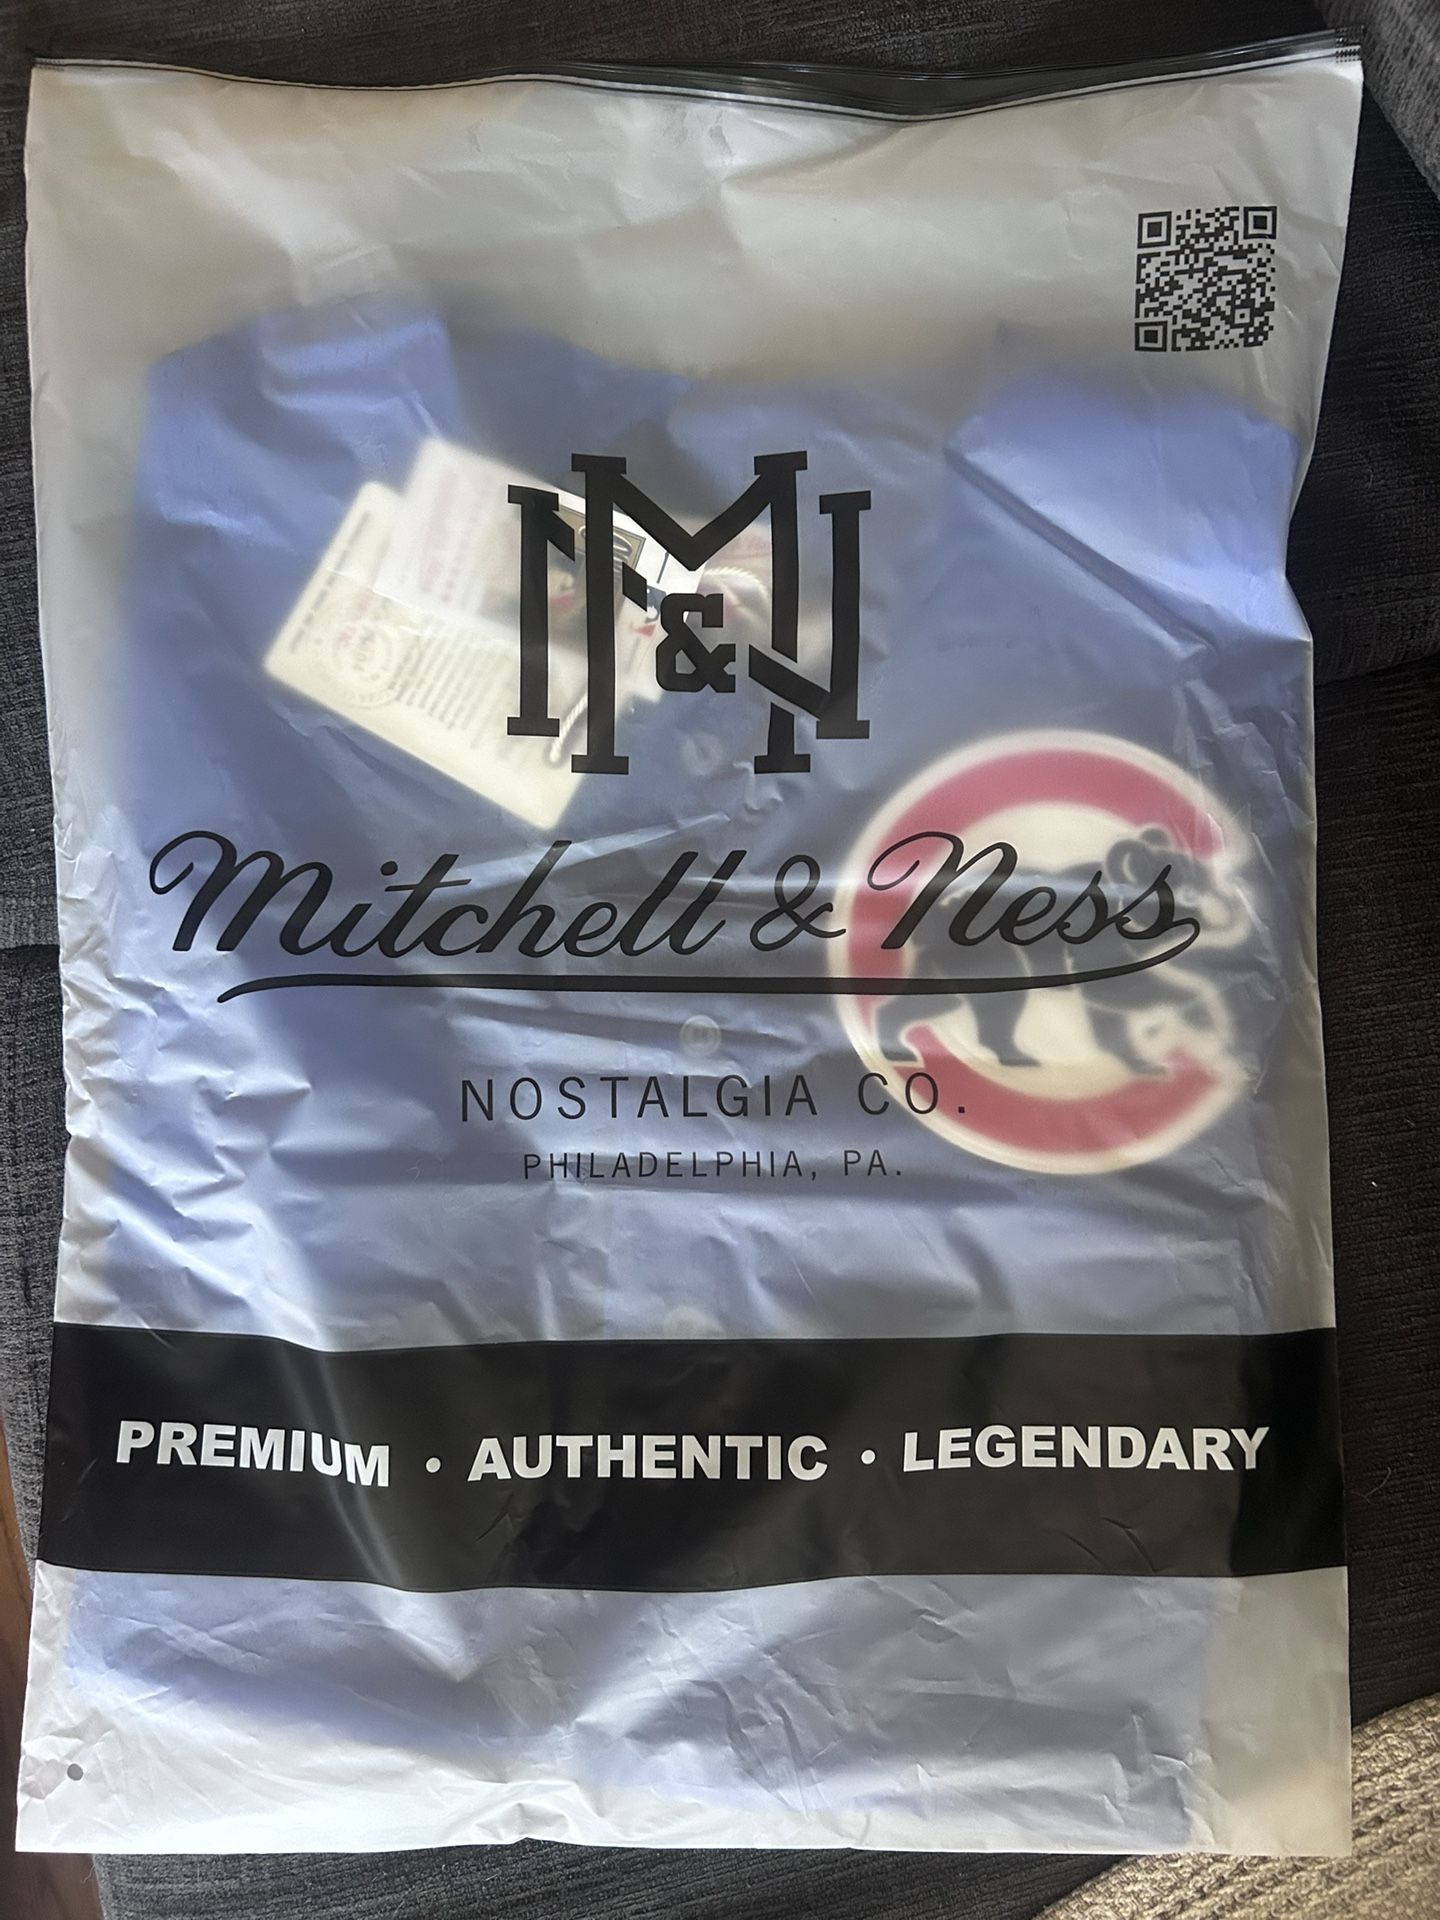 M&N
Mitchell & Ness
NOSTALGIA CO.
PHILADELPHIA, PA.
PREMIUM • AUTHENTIC • LEGENDARY